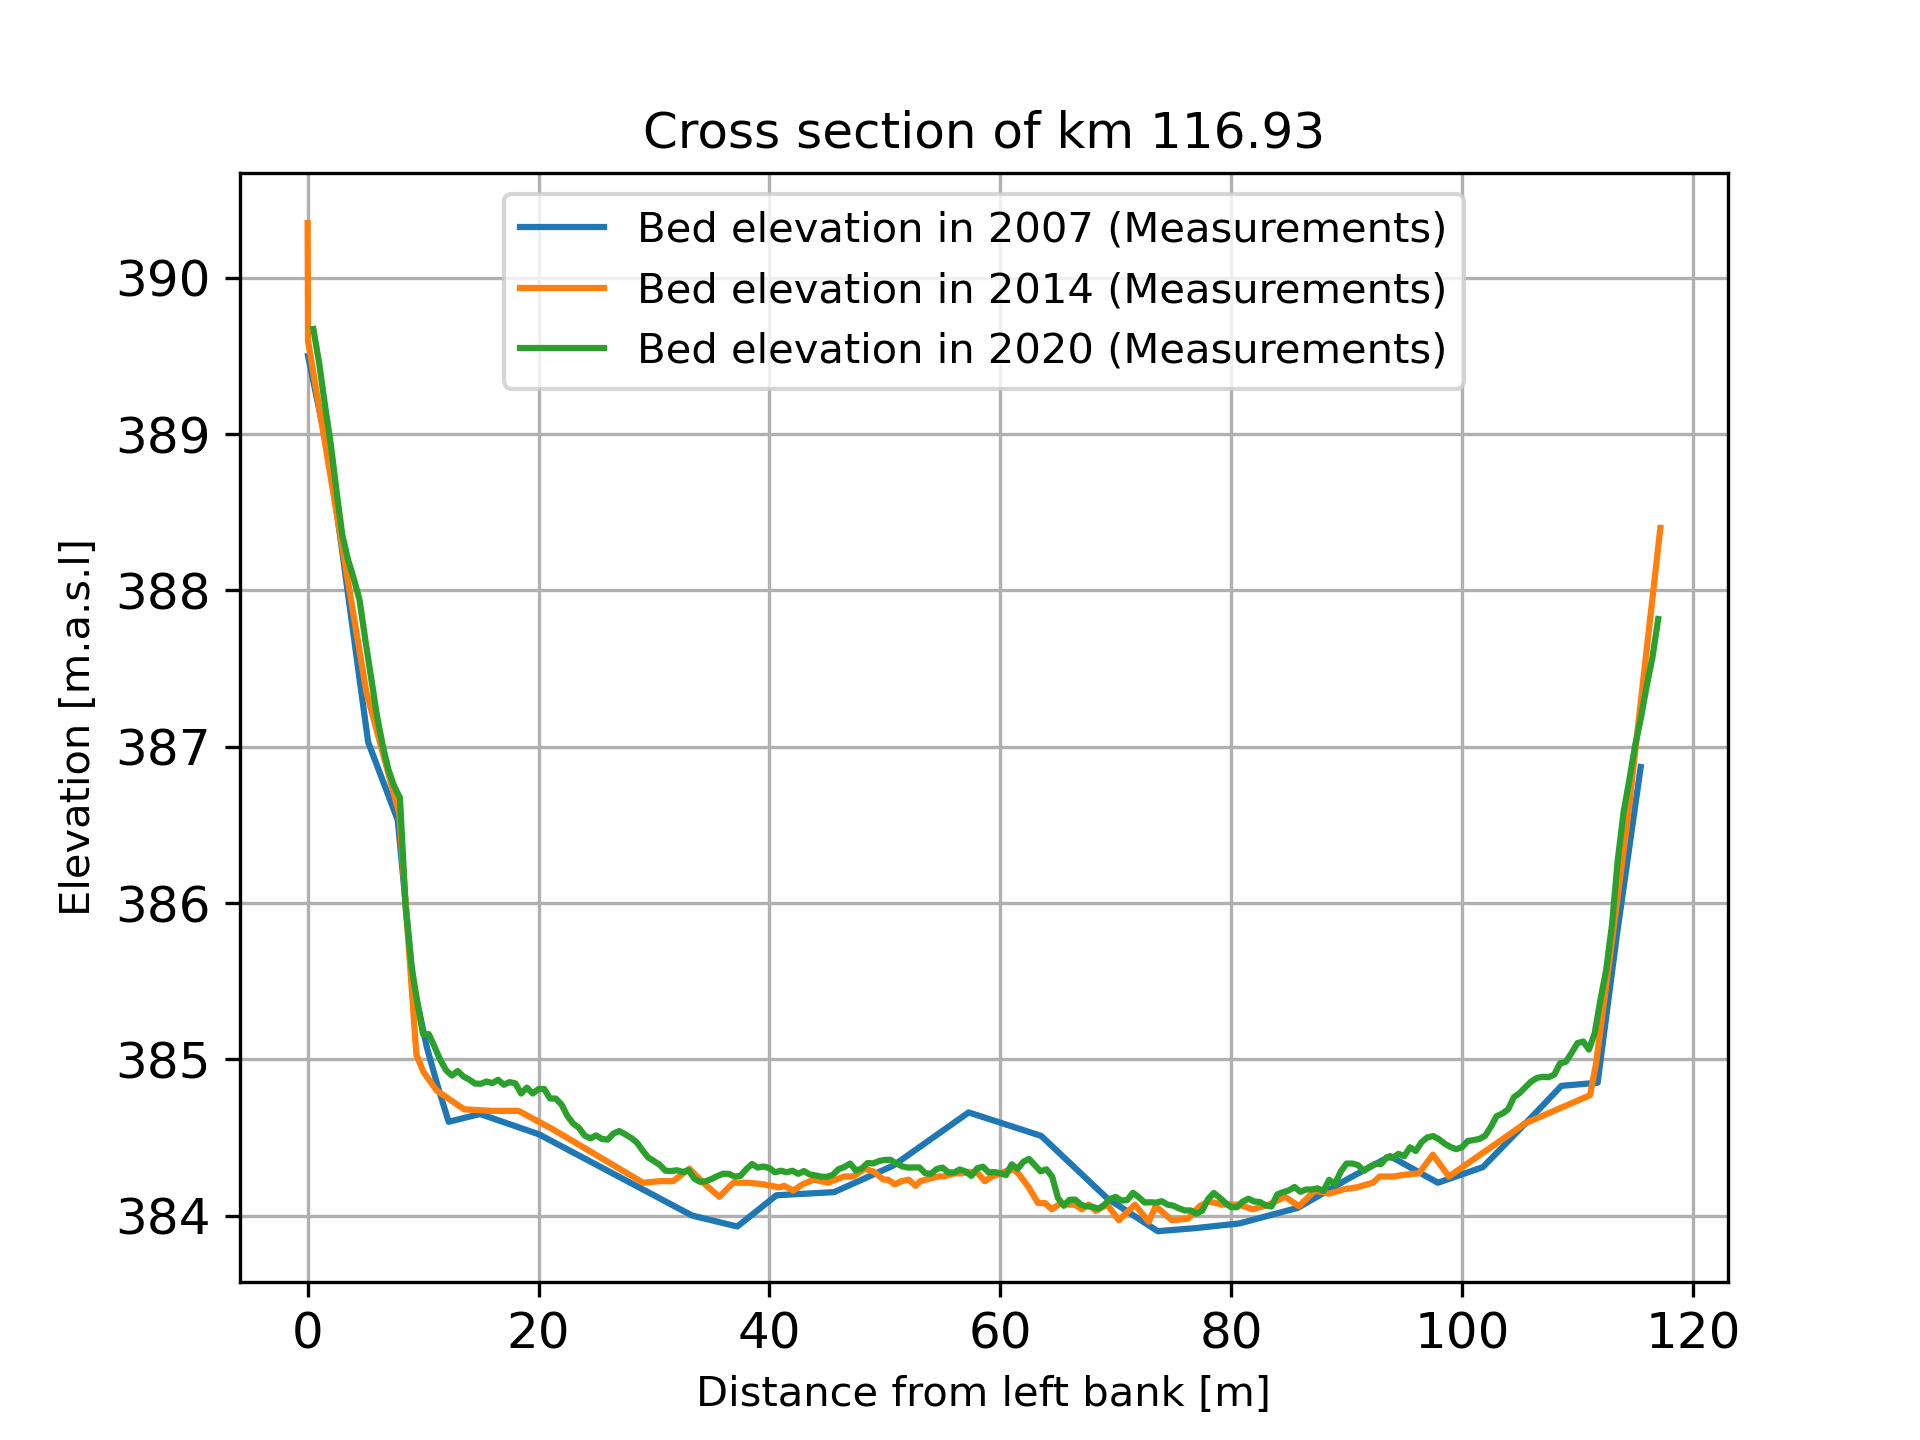 Cross section of km 116.93
Bed elevation in 2007 (Measurements)
Bed elevation in 2014 (Measurements)
Bed elevation in 2020 (Measurements)
390
389
388
387
386
385
384
Elevation [m.a.s.l]
0 20 40 60 80 100 120
Distance from left bank [m]